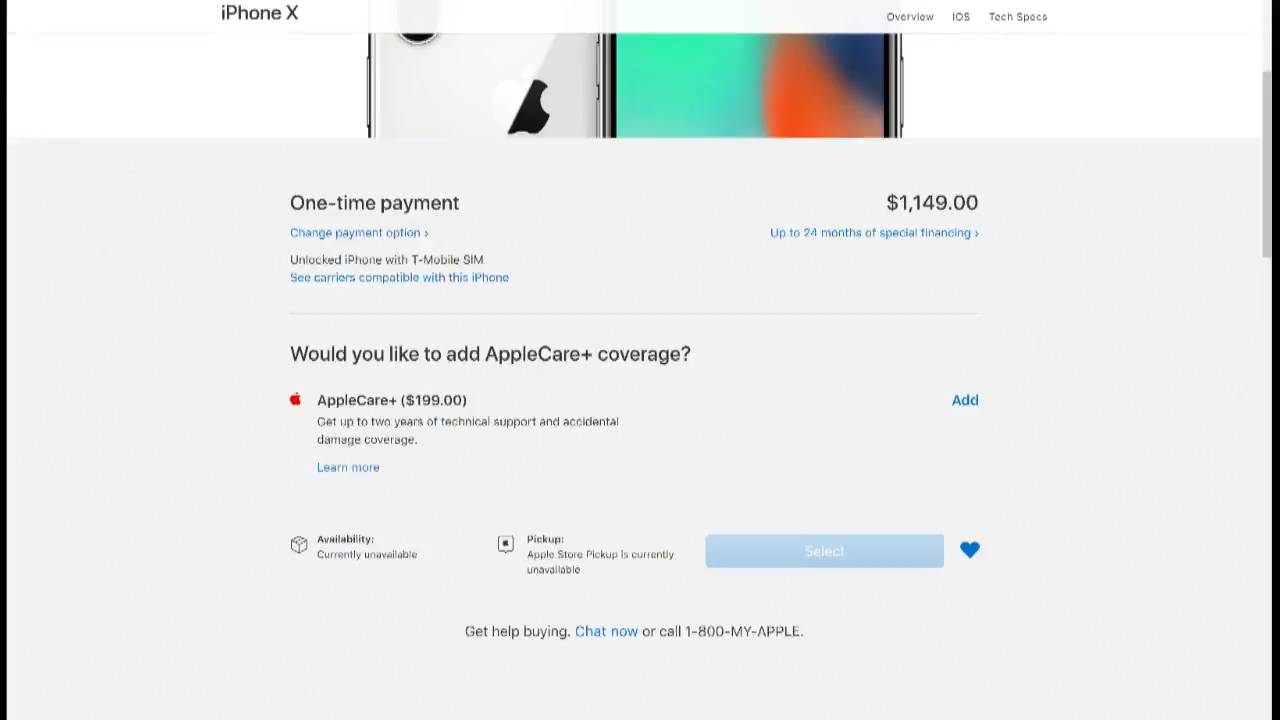 iPhone X
Overview
iOS
Tech Specs
One-time payment
$1,149.00
Change payment option ›
Up to 24 months of special financing ›
Unlocked iPhone with T-Mobile SIM
See carriers compatible with this iPhone
Would you like to add AppleCare+ coverage?
AppleCare+ ($199.00)
Add
Get up to two years of technical support and accidental
damage coverage.
Learn more
Availability:
Currently unavailable
Pickup:
Apple Store Pickup is currently
unavailable
Select
Get help buying. Chat now or call 1-800-MY-APPLE.